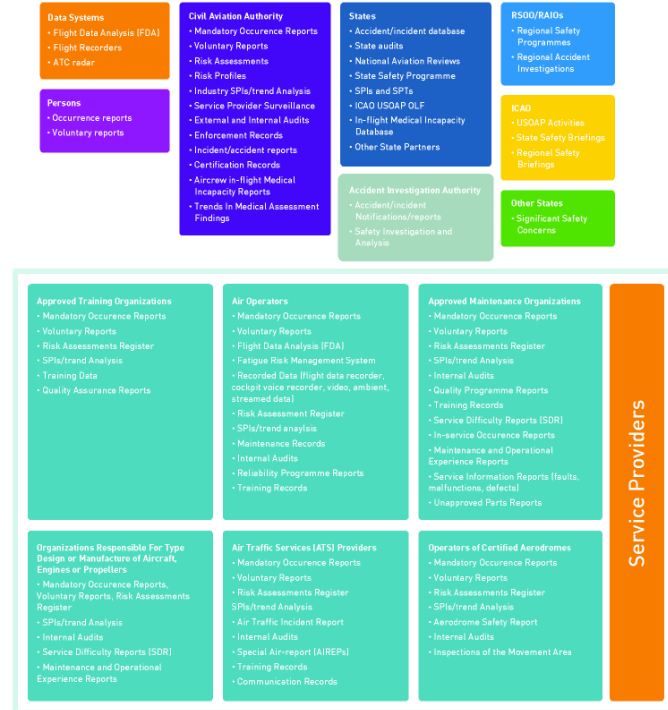 Data Systems
• Flight Data Analysis (FDA)
• Flight Recorders
• ATC radar
Persons
• Occurrence reports
• Voluntary reports
Civil Aviation Authority
• Mandatory Occurence Reports
• Voluntary Reports
• Risk Assessments
• Risk Profiles
• Industry SPIs/trend Analysis
• Service Provider Surveillance
• External and Internal Audits
• Enforcement Records
• Incident/accident reports
• Certification Records
• Aircrew in-flight Medical
Incapacity Reports
• Trends In Medical Assessment
Findings
States
• Accident/incident database
• State audits
• National Aviation Reviews
• State Safety Programme
• SPIs and SPTs
• ICAO USOAP OLF
• In-flight Medical Incapacity
Database
• Other State Partners
Accident Investigation Authority
• Accident/incident
Notifications/reports
• Safety Investigation and
Analysis
RSOO/RAIOs
• Regional Safety
Programmes
• Regional Accident
Investigations
ICAO
• USOAP Activities
• State Safety Briefings
• Regional Safety
Briefings
Other States
• Significant Safety
Concerns
Approved Training Organizations
• Mandatory Occurence Reports
• Voluntary Reports
• Risk Assessments Register
• SPIs/trend Analysis
• Training Data
• Quality Assurance Reports
Air Operators
• Mandatory Occurence Reports
• Voluntary Reports
• Flight Data Analysis (FDA)
• Fatigue Risk Management System
• Recorded Data (flight data recorder,
cockpit voice recorder, video, ambient,
streamed data)
• Risk Assessment Register
• SPIs/trend anaylsis
• Maintenance Records
• Internal Audits
• Reliability Programme Reports
• Training Records
Approved Maintenance Organizations
• Mandatory Occurence Reports
• Voluntary Reports
• Risk Assessments Register
• SPIs/trend Analysis
• Internal Audits
• Quality Programme Reports
• Training Records
• Service Difficulty Reports (SDR)
• In-service Occurence Reports
• Maintenance and Operational
Experience Reports
• Service Information Reports (faults,
malfunctions, defects)
• Unapproved Parts Reports
Organizations Responsible For Type
Design or Manufacture of Aircraft,
Engines or Propellers
• Mandatory Occurence Reports,
Voluntary Reports, Risk Assessments
Register
• SPIs/trand Analysis
• Internal Audits
• Service Difficulty Reports (SDR)
• Maintenance and Operational
Experience Reports
Air Traffic Services (ATS) Providers
• Mandatory Occurence Reports
• Voluntary Reports
• Risk Assessments Register
SPIs/trend Analysis
• Air Traffic Incident Report
• Internal Audits
• Special Air-report (AIREPs)
• Training Records
• Communication Records
Operators of Certified Aerodromes
• Mandatory Occurence Reports
• Voluntary Reports
• Risk Assessments Register
• SPIs/trend Analysis
• Aerodrome Safety Report
• Internal Audits
• Inspections of the Movement Area
Service Providers